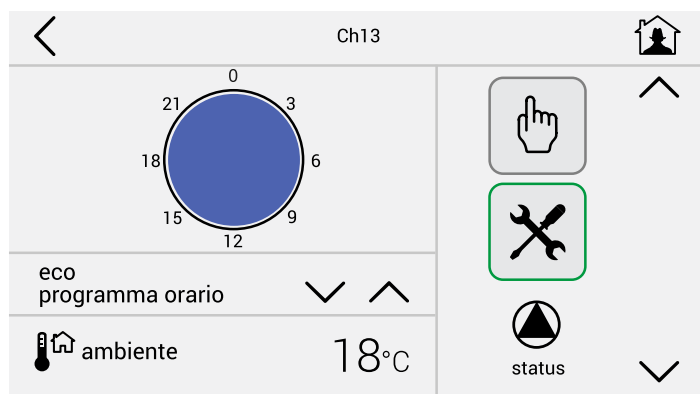 Ch13
0
21
3
18
6
15
9
12
eco
programma orario
ambiente
18°C
status